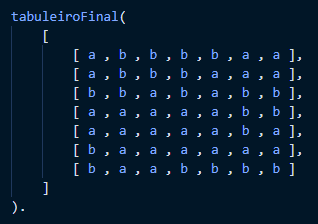 tabuleiroFinal(
[
[ a , b , b , b , b , a , a ],
[ a , b , b , b , a , a , a ],
[ b , b , a , b , a , b , b ],
[ a , a , a , a , a , b , b ],
[ a , a , a , a , a , b , b ],
[ b , a , a , a , a , a , a ],
[ b , a , a , b , b , b , b ]
]
).